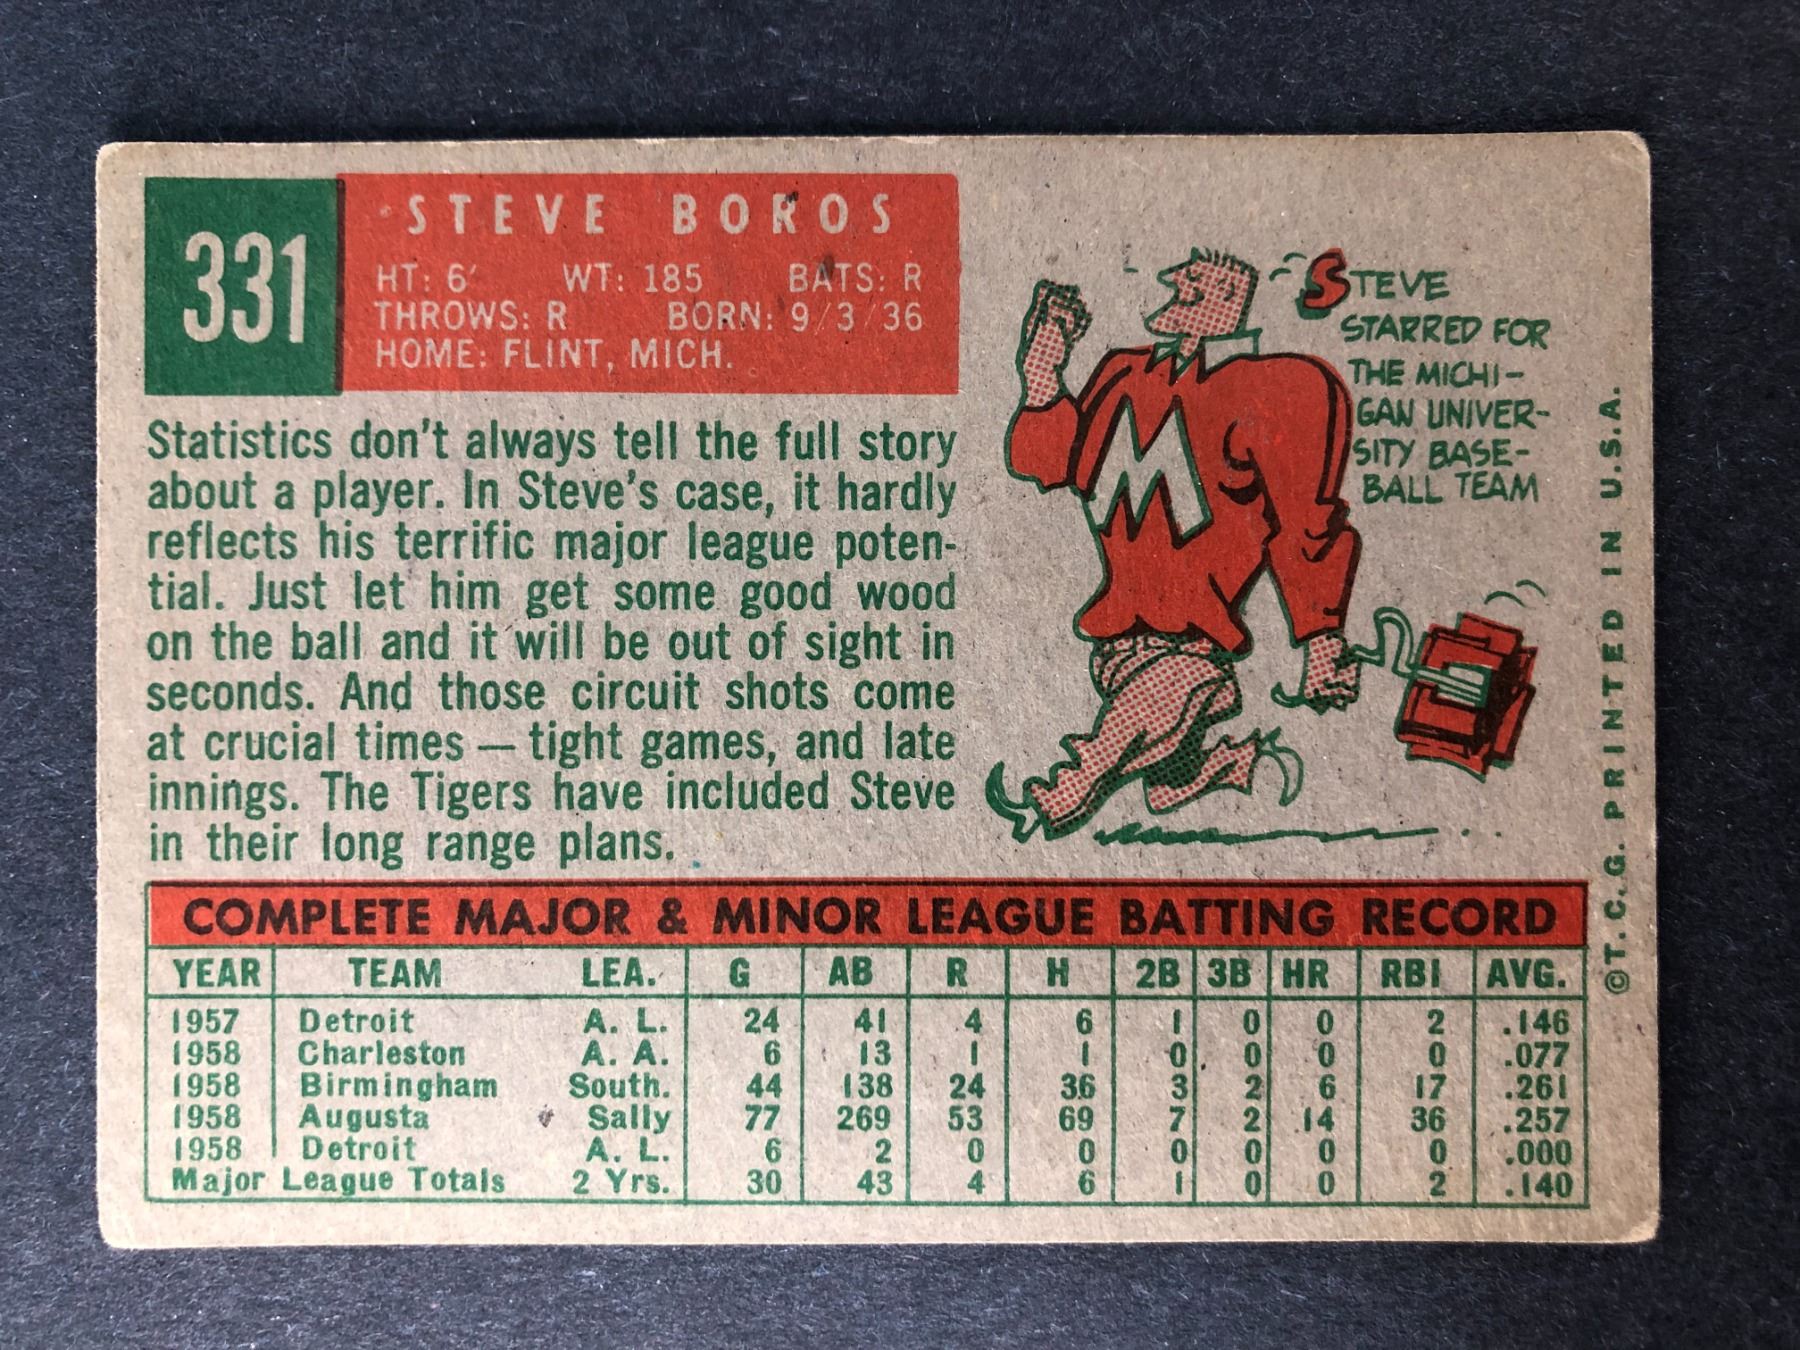 331
STEVE BOROS
HT: 6' WT: 185 BATS: R
THROWS: R BORN: 9/3/36
HOME: FLINT, MICH.
Statistics don't always tell the full story
about a player. In Steve's case, it hardly
reflects his terrific major league poten-
tial. Just let him get some good wood
on the ball and it will be out of sight in
seconds. And those circuit shots come
at crucial times — tight games, and late
innings. The Tigers have included Steve
in their long range plans.
M
STEVE
STARRED FOR
THE MICHI-
GAN UNIVER-
SITY BASE-
BALL TEAM
©T.C.G. PRINTED IN U.S.A.
COMPLETE MAJOR & MINOR LEAGUE BATTING RECORD
YEAR TEAM LEA. G AB R H 2B 3B HR RBI AVG.
1957 Detroit A. L. 24 41 4 6 1 0 0 2 .146
1958 Charleston A. A. 6 13 1 1 0 0 0 0 .077
1958 Birmingham South. 44 138 24 36 3 2 6 17 .261
1958 Augusta Sally 77 269 53 69 7 2 14 36 .257
1958 Detroit A. L. 6 2 0 0 0 0 0 0 .000
Major League Totals 2 Yrs. 30 43 4 6 1 0 0 2 .140